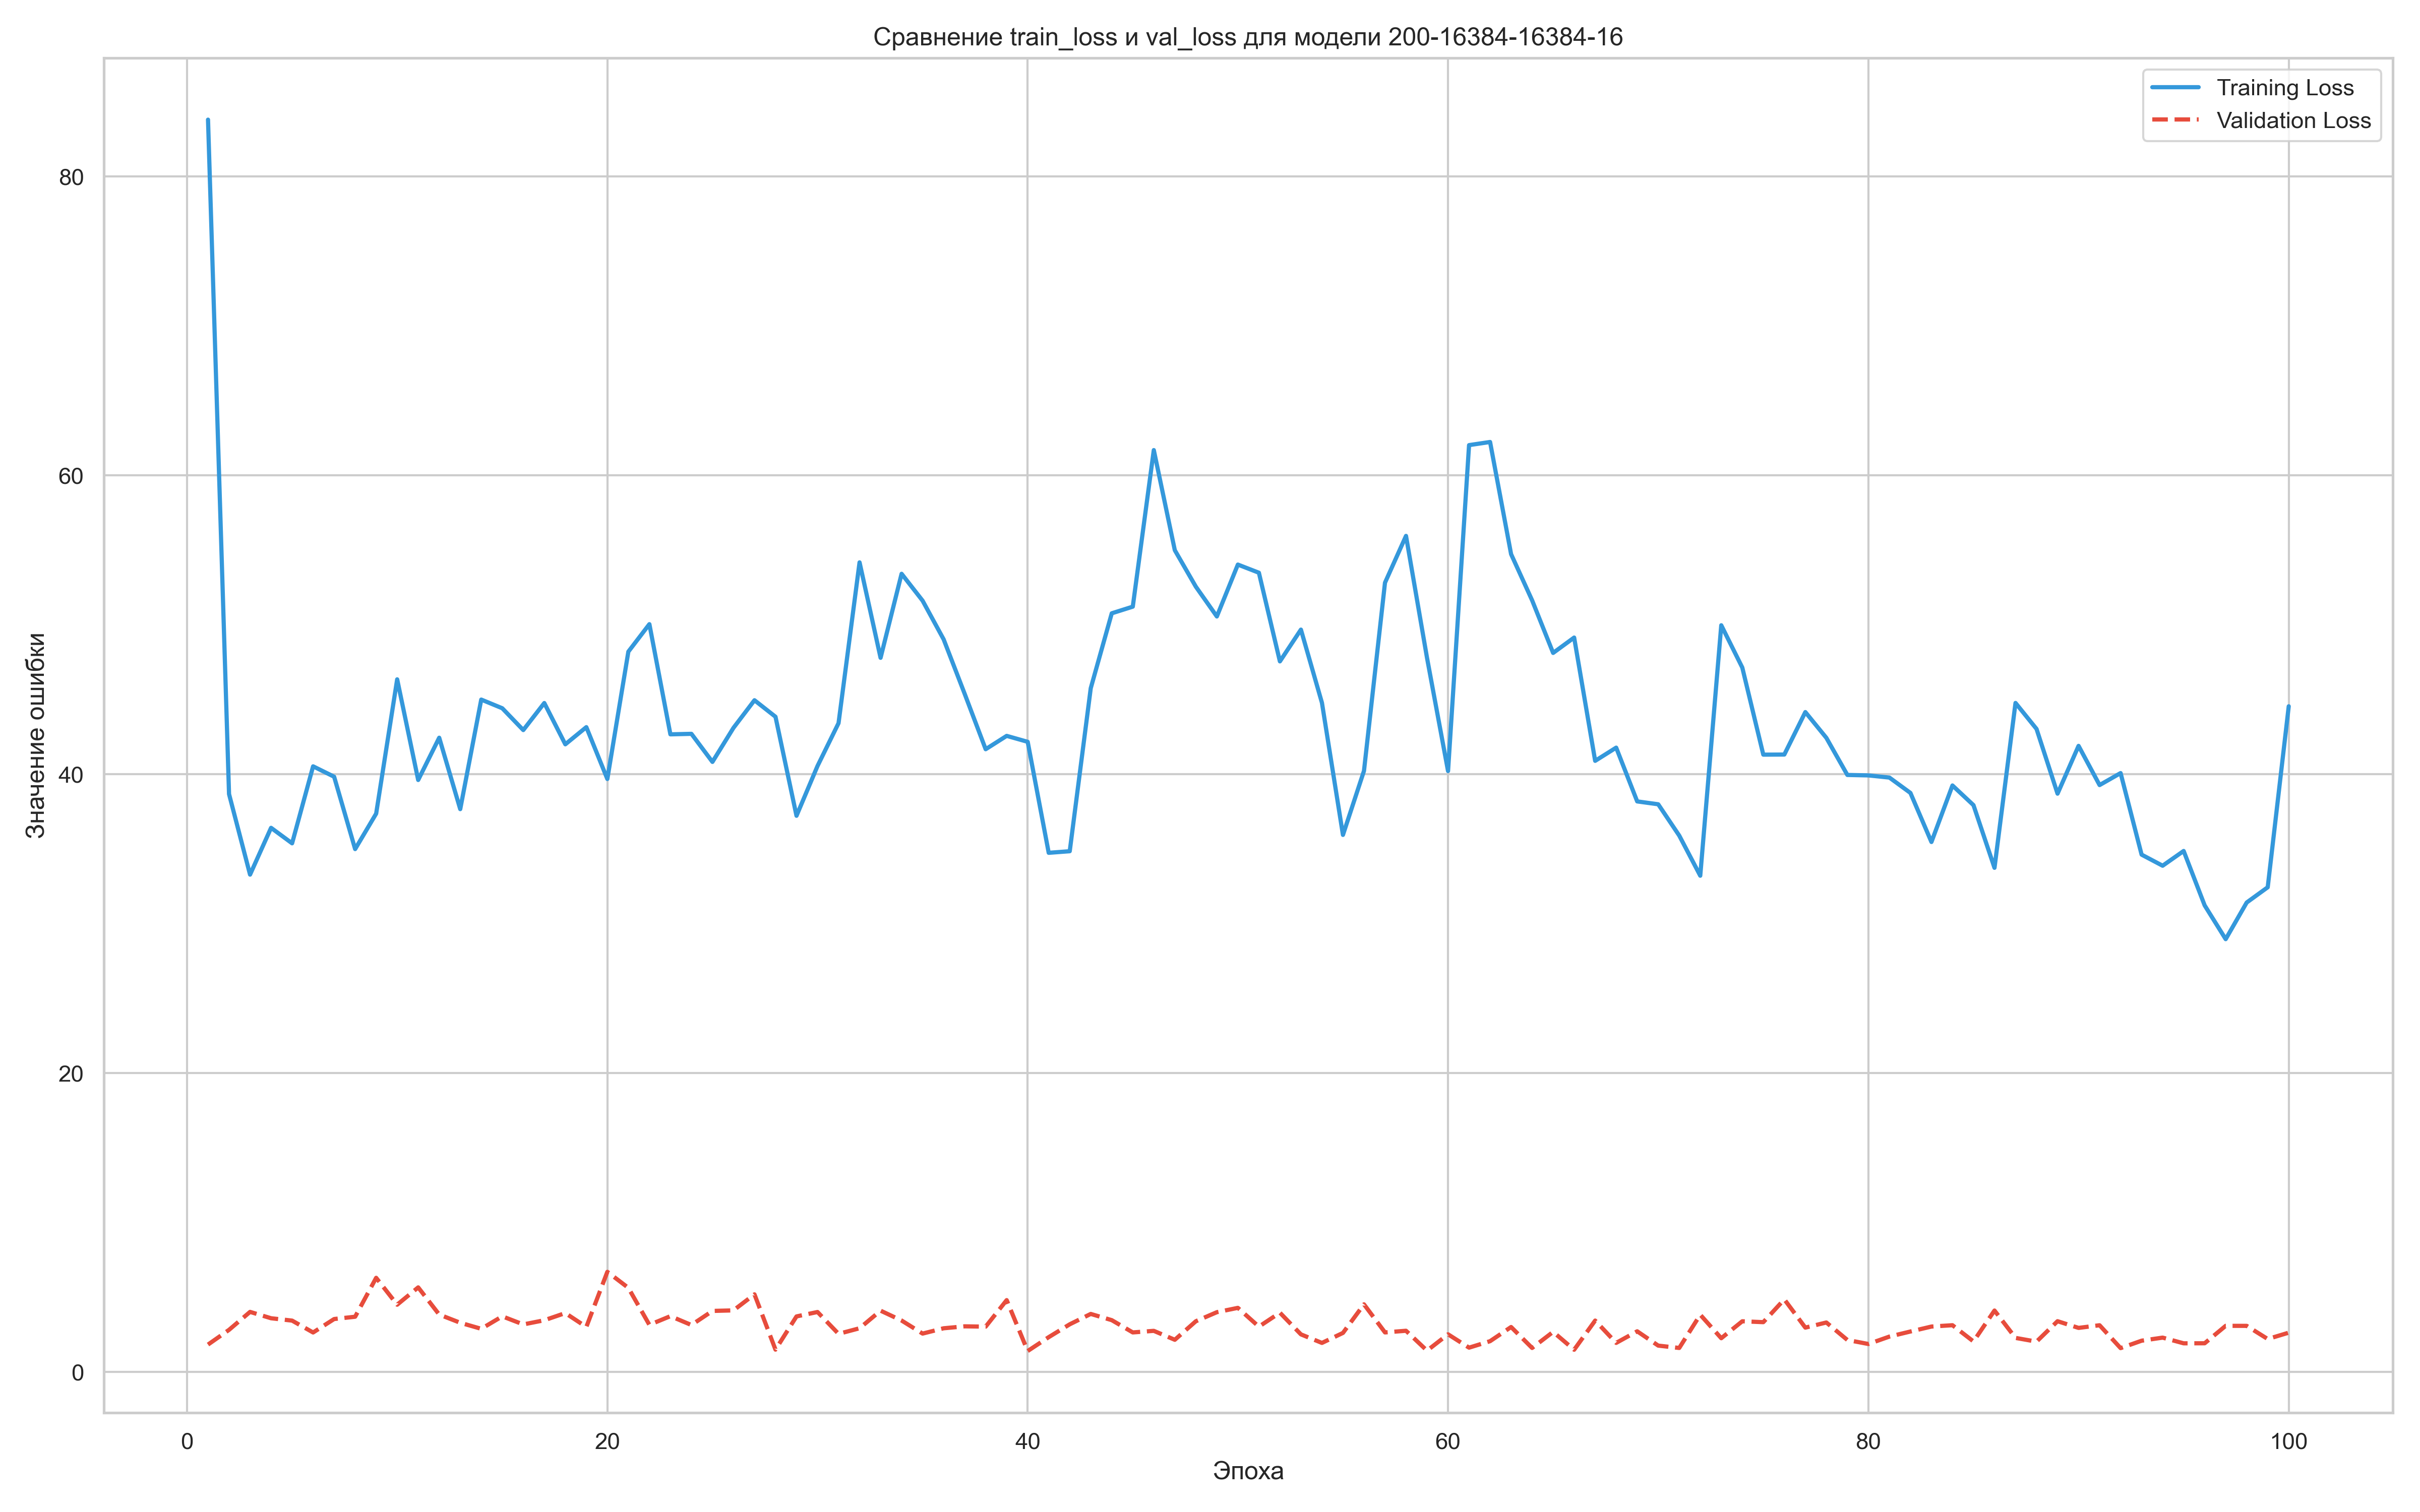 Сравнение train_loss и val_loss для модели 200-16384-16384-16
Training Loss
Validation Loss
Значение ошибки
80
60
40
20
0
0 20 40 60 80 100
Эпоха